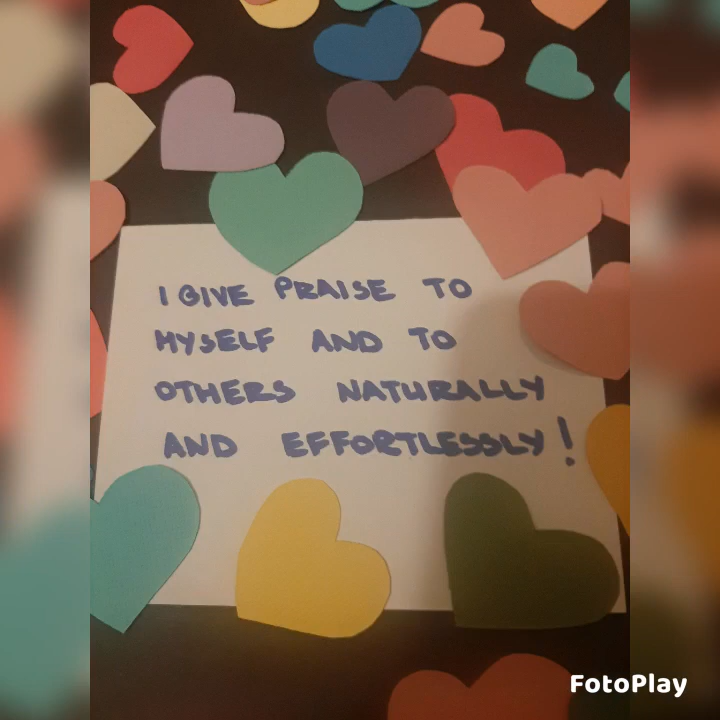 I GIVE PRAISE TO
MYSELF AND TO
OTHERS NATURALLY
AND EFFORTLESSLY!
FotoPlay